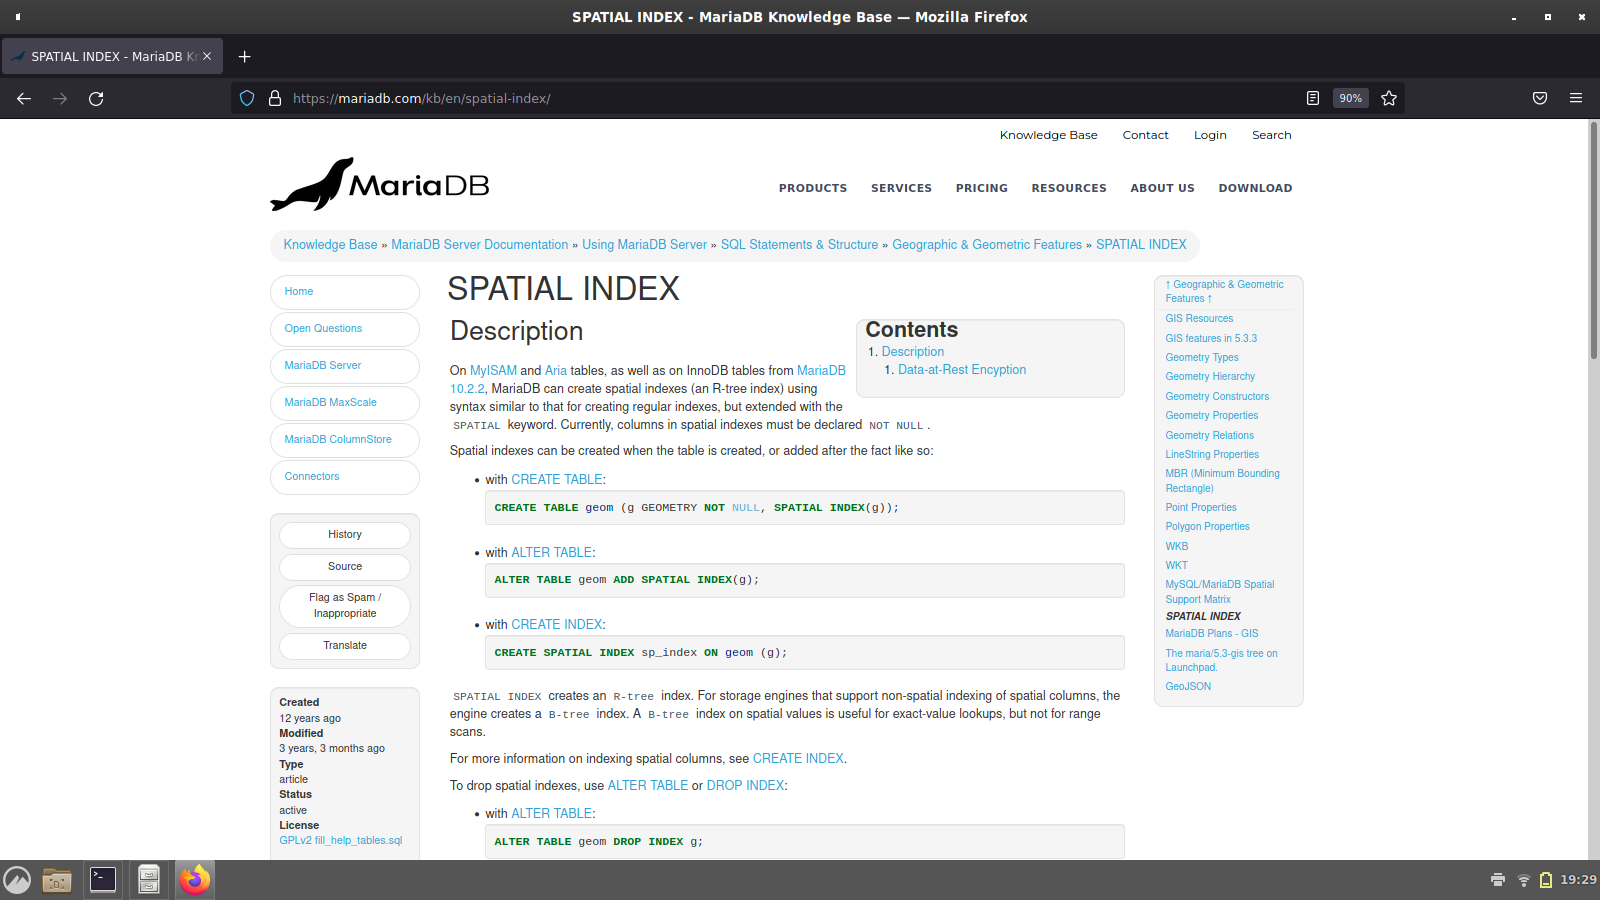 SPATIAL INDEX - MariaDB Knowledge Base — Mozilla Firefox
SPATIAL INDEX - MariaDB Kn
https://mariadb.com/kb/en/spatial-index/
90%
Knowledge Base Contact Login Search
MariaDB
PRODUCTS SERVICES PRICING RESOURCES ABOUT US DOWNLOAD
Knowledge Base » MariaDB Server Documentation » Using MariaDB Server » SQL Statements & Structure » Geographic & Geometric Features » SPATIAL INDEX
Home
Open Questions
MariaDB Server
MariaDB MaxScale
MariaDB ColumnStore
Connectors
History
Source
Flag as Spam /
Inappropriate
Translate
Created
12 years ago
Modified
3 years, 3 months ago
Type
article
Status
active
License
GPLv2 fill_help_tables.sql
SPATIAL INDEX
Description
Contents
1. Description
1. Data-at-Rest Encyption
On MyISAM and Aria tables, as well as on InnoDB tables from MariaDB
10.2.2, MariaDB can create spatial indexes (an R-tree index) using
syntax similar to that for creating regular indexes, but extended with the
SPATIAL keyword. Currently, columns in spatial indexes must be declared NOT NULL.
Spatial indexes can be created when the table is created, or added after the fact like so:
• with CREATE TABLE:
CREATE TABLE geom (g GEOMETRY NOT NULL, SPATIAL INDEX(g));
• with ALTER TABLE:
ALTER TABLE geom ADD SPATIAL INDEX(g);
• with CREATE INDEX:
CREATE SPATIAL INDEX sp_index ON geom (g);
SPATIAL INDEX creates an R-tree index. For storage engines that support non-spatial indexing of spatial columns, the
engine creates a B-tree index. A B-tree index on spatial values is useful for exact-value lookups, but not for range
scans.
For more information on indexing spatial columns, see CREATE INDEX.
To drop spatial indexes, use ALTER TABLE or DROP INDEX:
• with ALTER TABLE:
ALTER TABLE geom DROP INDEX g;
↑ Geographic & Geometric
Features ↑
GIS Resources
GIS features in 5.3.3
Geometry Types
Geometry Hierarchy
Geometry Constructors
Geometry Properties
Geometry Relations
LineString Properties
MBR (Minimum Bounding
Rectangle)
Point Properties
Polygon Properties
WKB
WKT
MySQL/MariaDB Spatial
Support Matrix
SPATIAL INDEX
MariaDB Plans - GIS
The maria/5.3-gis tree on
Launchpad.
GeoJSON
19:29